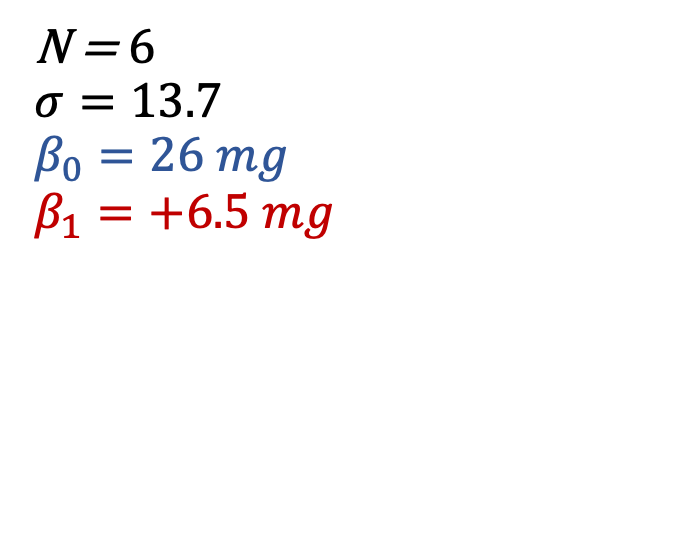 N = 6
σ = 13.7
β₀ = 26 mg
β₁ = +6.5 mg